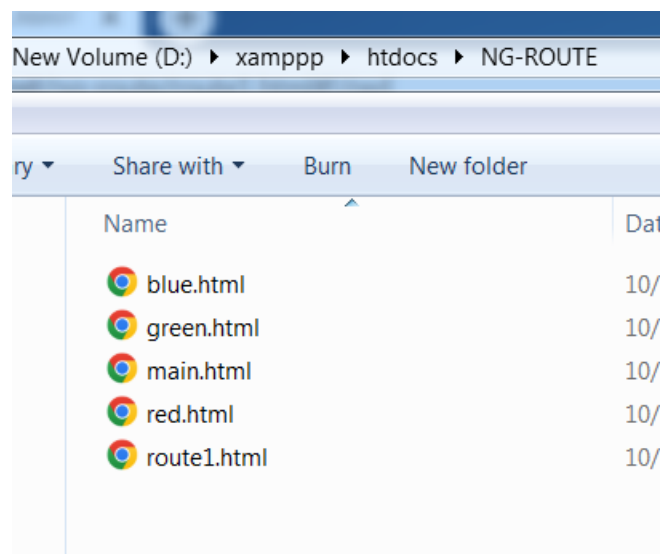 New Volume (D:) ▸ xamppp ▸ htdocs ▸ NG-ROUTE
ry ▾ Share with ▾ Burn New folder
Name Dat
blue.html 10/
green.html 10/
main.html 10/
red.html 10/
route1.html 10/